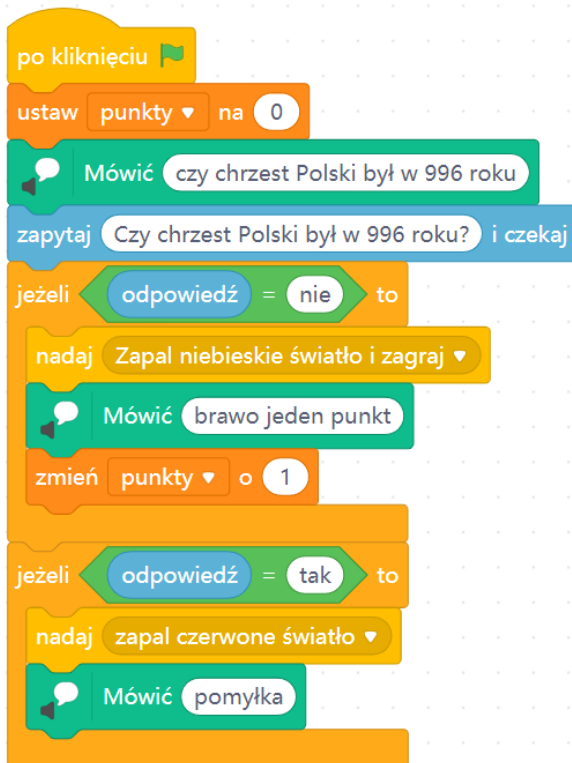 po kliknięciu
ustaw punkty na 0
Mówić czy chrzest Polski był w 996 roku
zapytaj Czy chrzest Polski był w 996 roku? i czekaj
jeżeli odpowiedź = nie to
nadaj Zapal niebieskie światło i zagraj
Mówić brawo jeden punkt
zmień punkty o 1
jeżeli odpowiedź = tak to
nadaj zapal czerwone światło
Mówić pomyłka